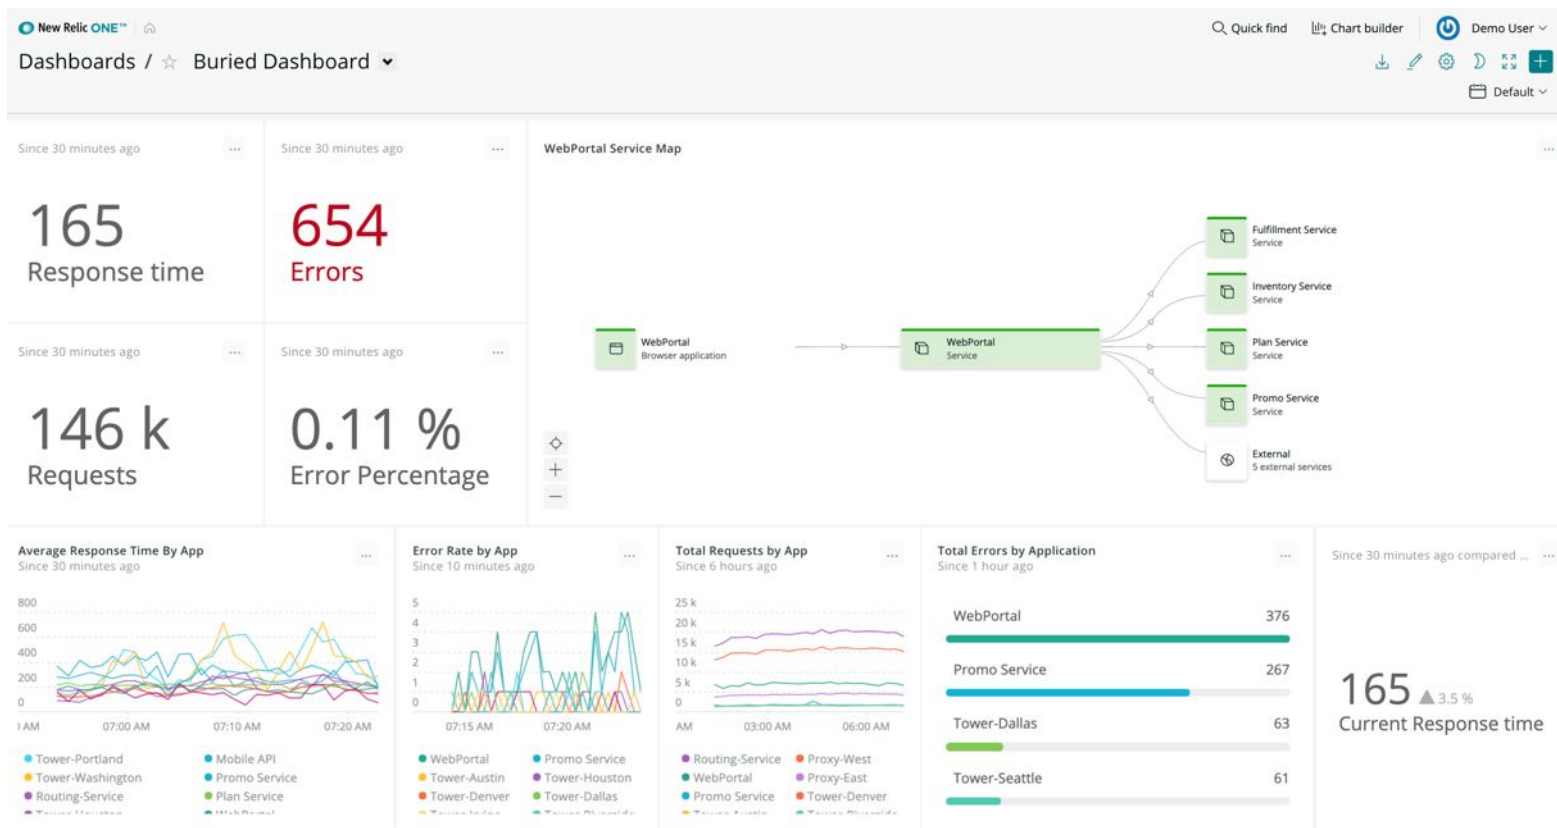 New Relic ONE™
Quick find
Chart builder
Demo User
Dashboards / Buried Dashboard
Default
Since 30 minutes ago
165
Response time
Since 30 minutes ago
654
Errors
Since 30 minutes ago
146 k
Requests
Since 30 minutes ago
0.11 %
Error Percentage
WebPortal Service Map
WebPortal
Browser application
WebPortal
Service
Fulfillment Service
Service
Inventory Service
Service
Plan Service
Service
Promo Service
Service
External
5 external services
Average Response Time By App
Since 30 minutes ago
800
600
400
200
0
AM
07:00 AM
07:10 AM
07:20 AM
Tower-Portland
Mobile API
Tower-Washington
Promo Service
Routing-Service
Plan Service
Error Rate by App
Since 10 minutes ago
5
4
3
2
1
0
07:15 AM
07:20 AM
WebPortal
Promo Service
Tower-Austin
Tower-Houston
Tower-Denver
Tower-Dallas
Total Requests by App
Since 6 hours ago
25 k
20 k
15 k
10 k
5 k
0
AM
03:00 AM
06:00 AM
Routing-Service
Proxy-West
WebPortal
Proxy-East
Promo Service
Tower-Denver
Total Errors by Application
Since 1 hour ago
WebPortal 376
Promo Service 267
Tower-Dallas 63
Tower-Seattle 61
Since 30 minutes ago compared ...
165 ▲ 3.5 %
Current Response time